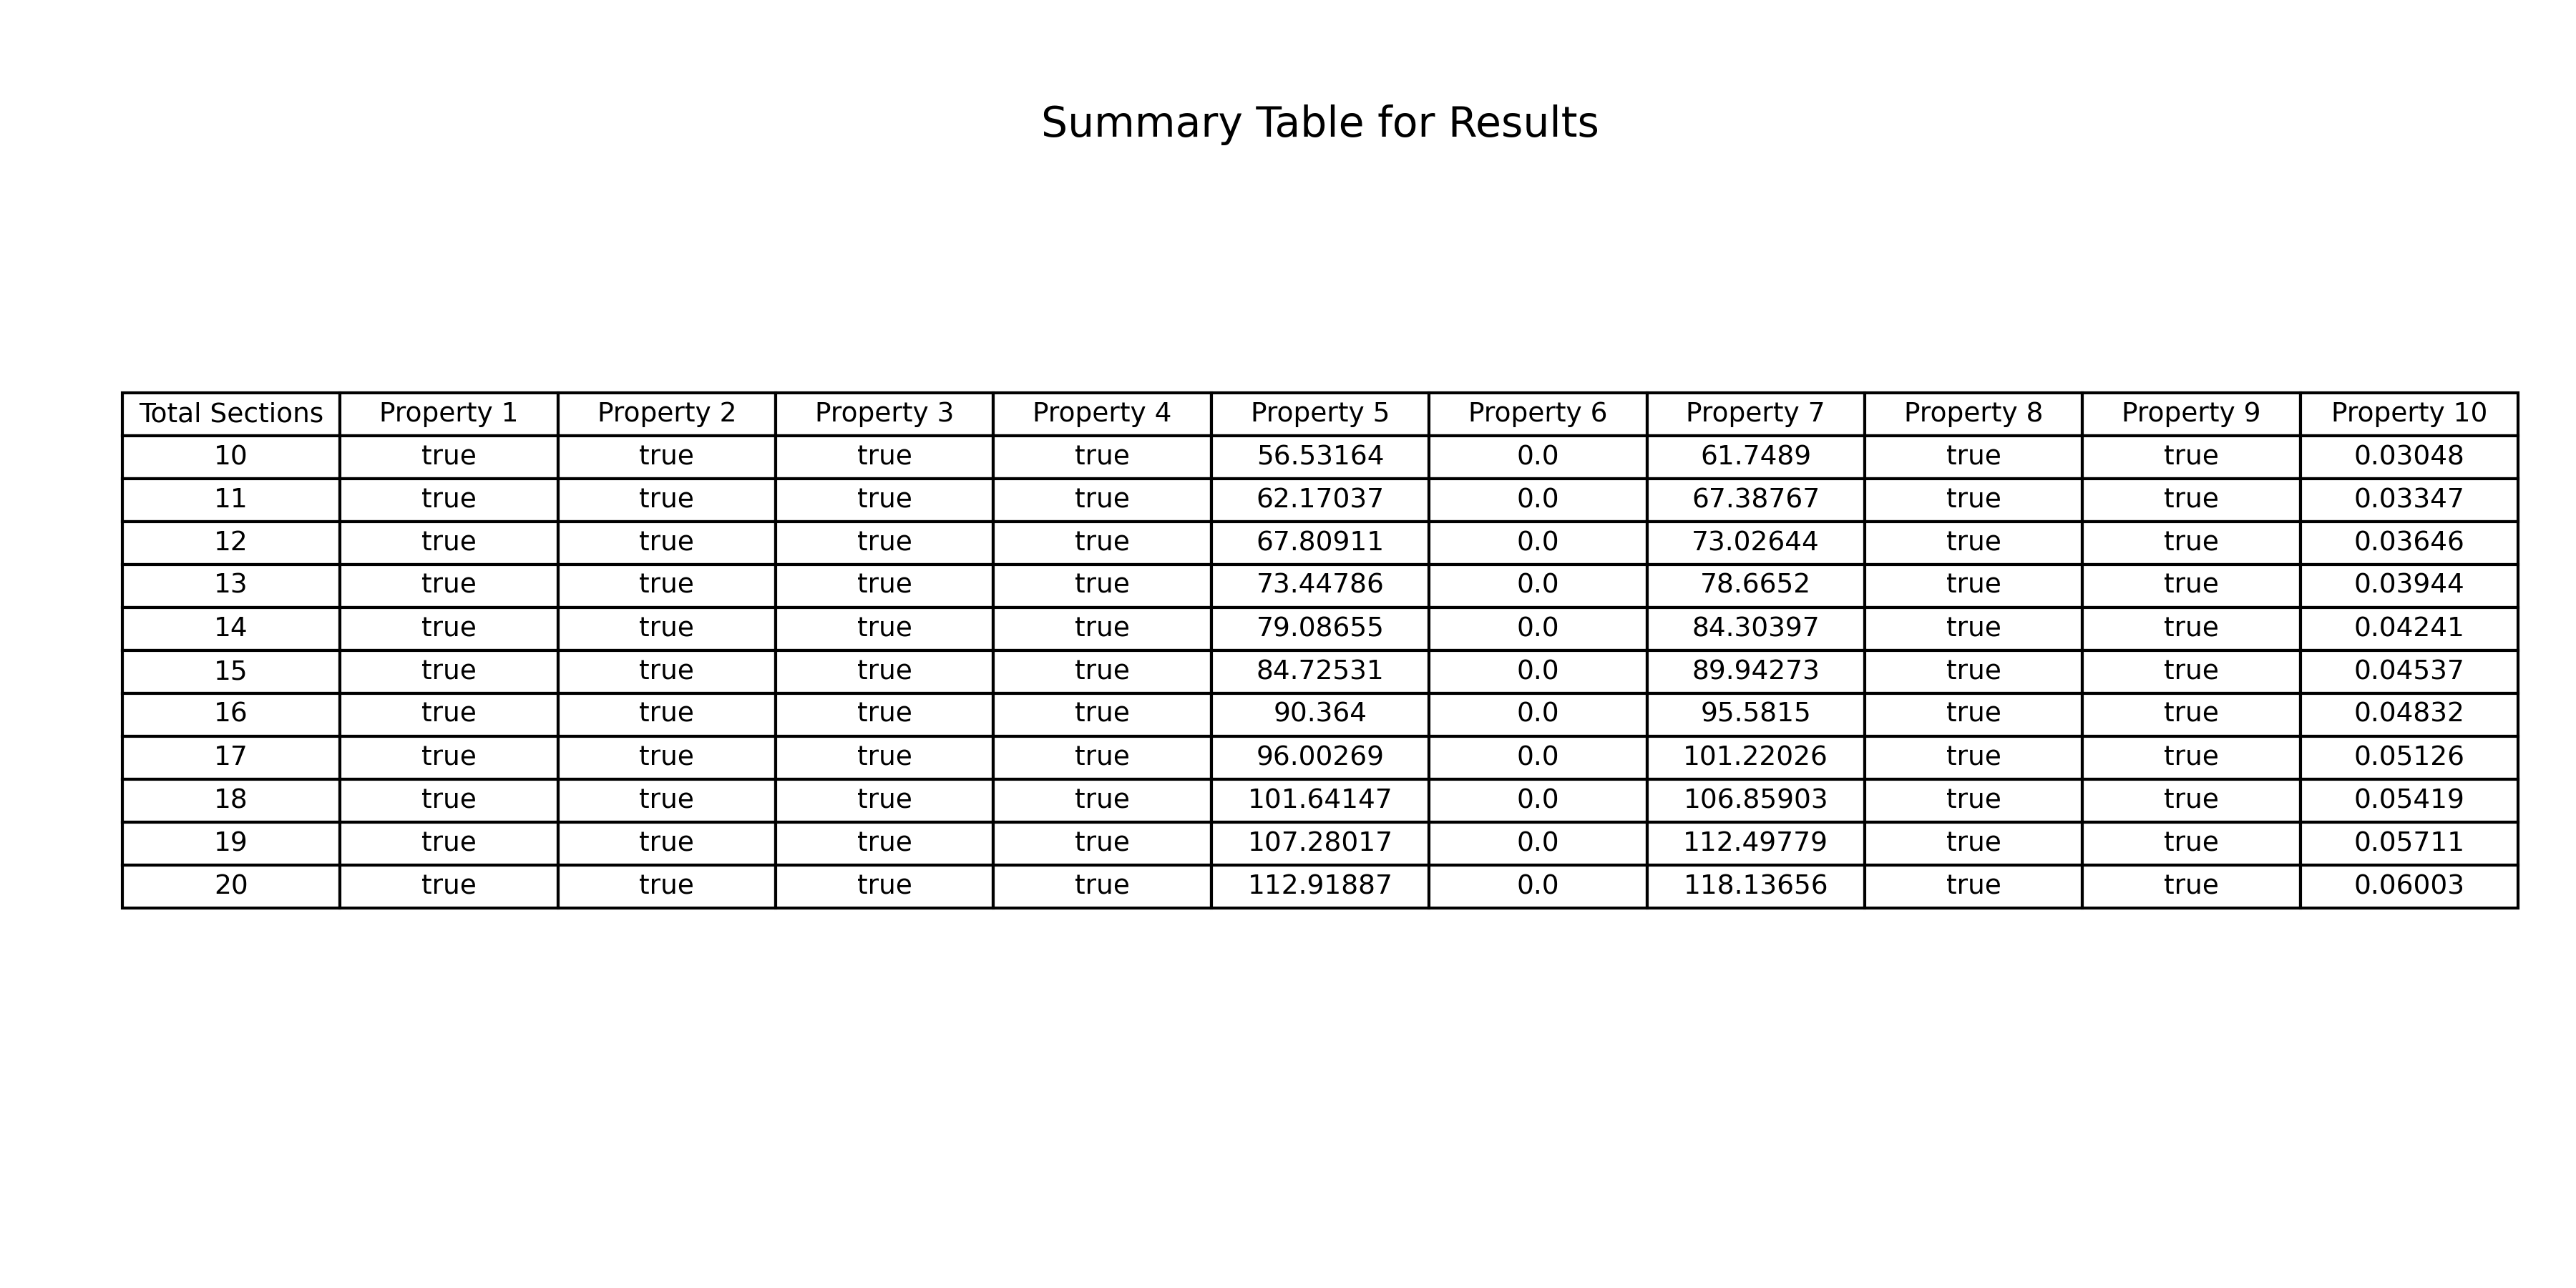 Summary Table for Results
Total Sections Property 1 Property 2 Property 3 Property 4 Property 5 Property 6 Property 7 Property 8 Property 9 Property 10
10 true true true true 56.53164 0.0 61.7489 true true 0.03048
11 true true true true 62.17037 0.0 67.38767 true true 0.03347
12 true true true true 67.80911 0.0 73.02644 true true 0.03646
13 true true true true 73.44786 0.0 78.6652 true true 0.03944
14 true true true true 79.08655 0.0 84.30397 true true 0.04241
15 true true true true 84.72531 0.0 89.94273 true true 0.04537
16 true true true true 90.364 0.0 95.5815 true true 0.04832
17 true true true true 96.00269 0.0 101.22026 true true 0.05126
18 true true true true 101.64147 0.0 106.85903 true true 0.05419
19 true true true true 107.28017 0.0 112.49779 true true 0.05711
20 true true true true 112.91887 0.0 118.13656 true true 0.06003